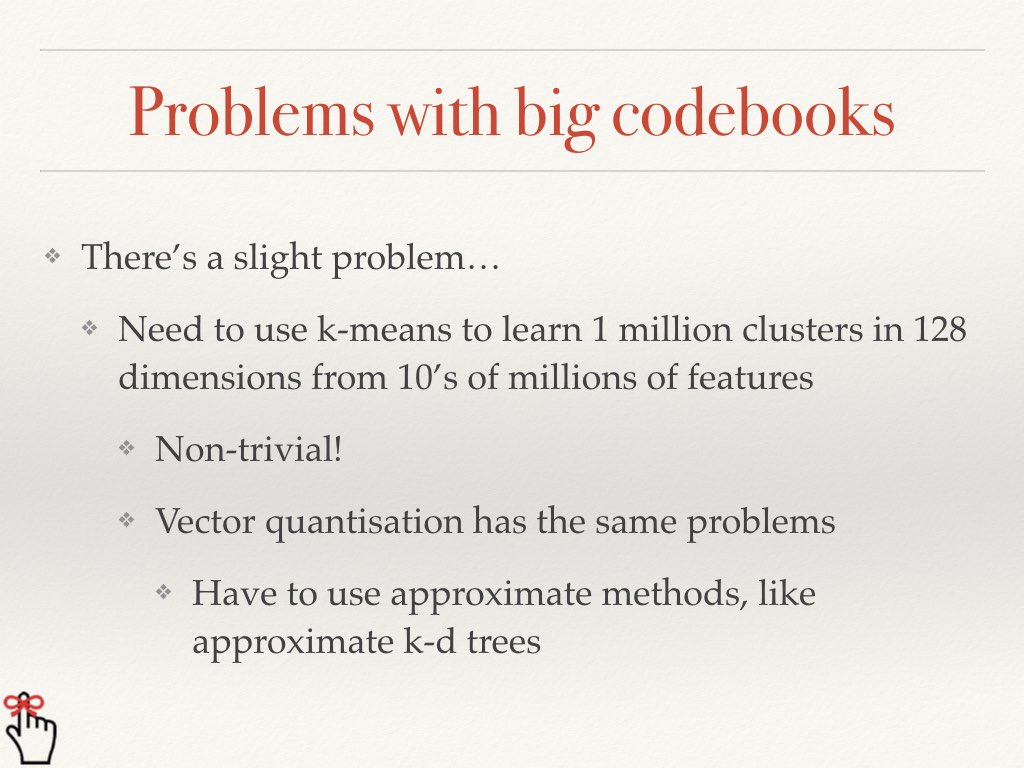 Problems with big codebooks
There’s a slight problem…
Need to use k-means to learn 1 million clusters in 128
dimensions from 10’s of millions of features
Non-trivial!
Vector quantisation has the same problems
Have to use approximate methods, like
approximate k-d trees